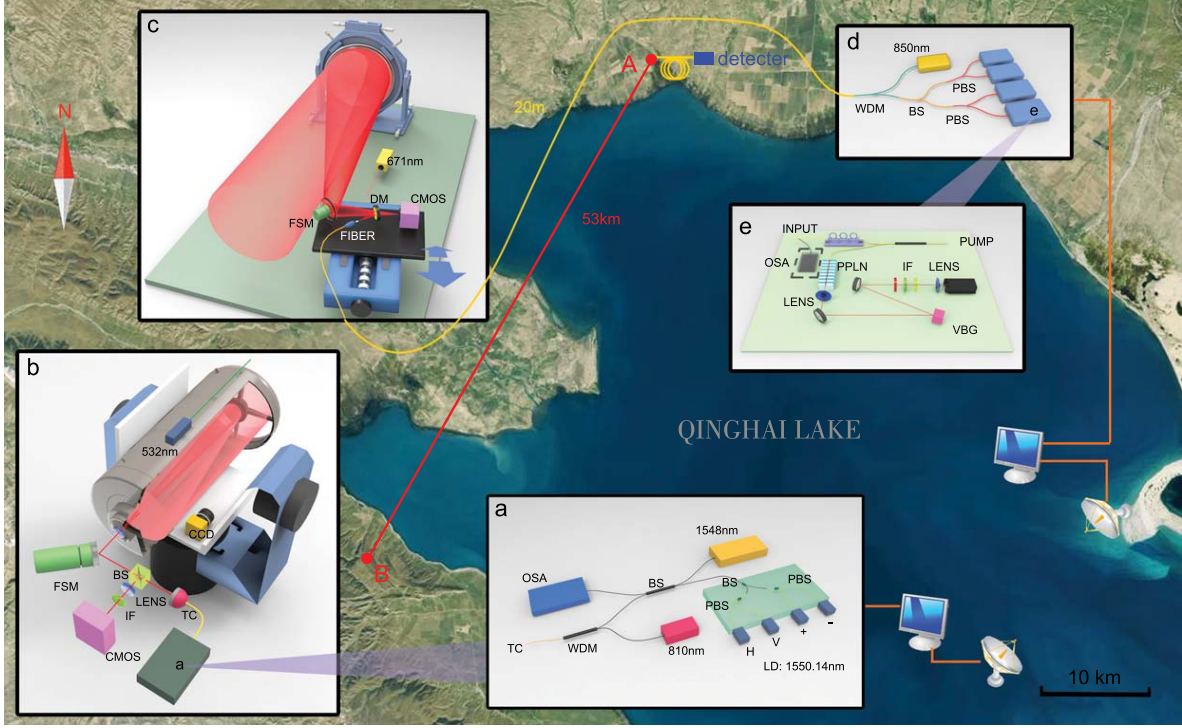 c
671nm
DM
CMOS
FSM
FIBER
N
A
detecter
20m
53km
B
QINGHAI LAKE
d
850nm
PBS
WDM
BS
PBS
e
e
INPUT
PUMP
OSA
PPLN
IF
LENS
LENS
VBG
b
532nm
CCD
FSM
BS
LENS
IF
TC
CMOS
a
a
1548nm
OSA
BS
BS
PBS
PBS
TC
WDM
810nm
H
V
+
-
LD: 1550.14nm
10 km